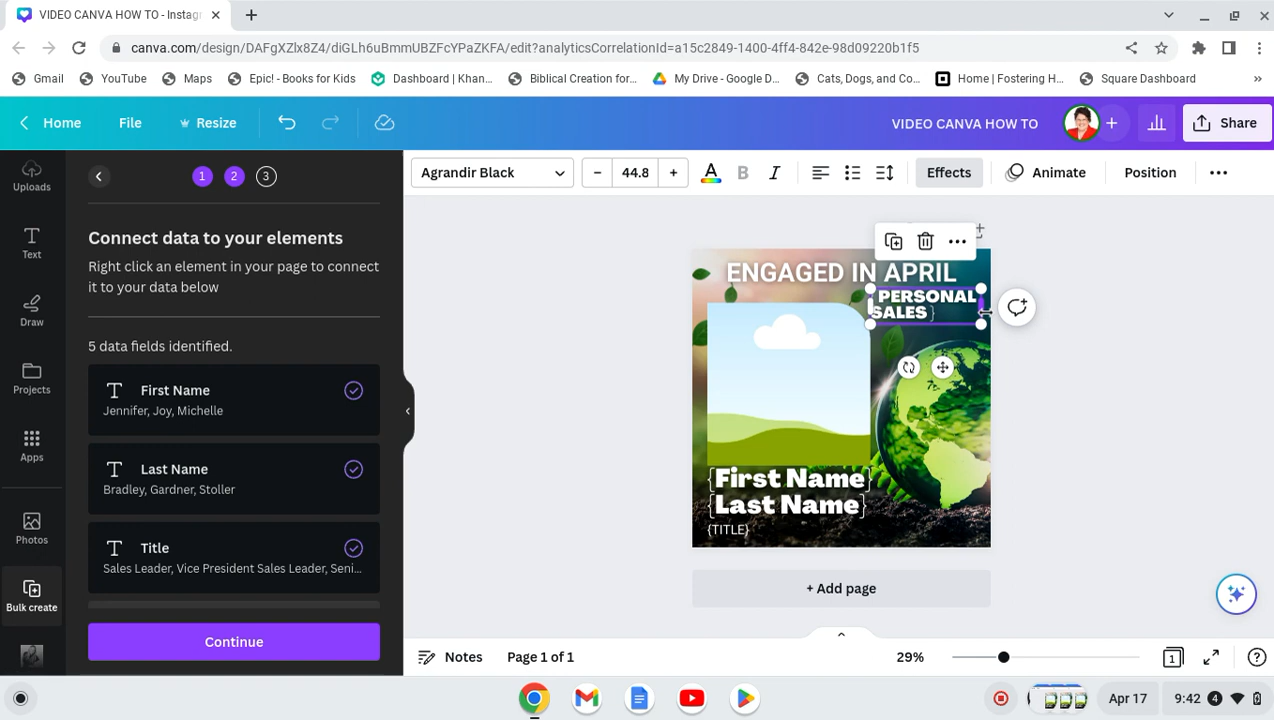 VIDEO CANVA HOW TO - Instag
canva.com/design/DAFgXZlx8Z4/diGLh6uBmmUBZFcYPaZKFA/edit?analyticsCorrelationId=a15c2849-1400-4ff4-842e-98d09220b1f5
Gmail YouTube Maps Epic! - Books for Kids Dashboard | Khan... Biblical Creation for... My Drive - Google D... Cats, Dogs, and Co... Home | Fostering H... Square Dashboard »
Home File Resize VIDEO CANVA HOW TO + Share
Uploads
Text
Draw
Projects
Apps
Photos
Bulk create
1 2 3
Connect data to your elements
Right click an element in your page to connect
it to your data below
5 data fields identified.
T First Name
Jennifer, Joy, Michelle
T Last Name
Bradley, Gardner, Stoller
T Title
Sales Leader, Vice President Sales Leader, Seni...
Continue
Agrandir Black – 44.8 + A B I Effects Animate Position
ENGAGED IN APRIL
PERSONAL
SALES }
{First Name}
{Last Name}
{TITLE}
+ Add page
Notes Page 1 of 1 29% 1
Apr 17 9:42 4